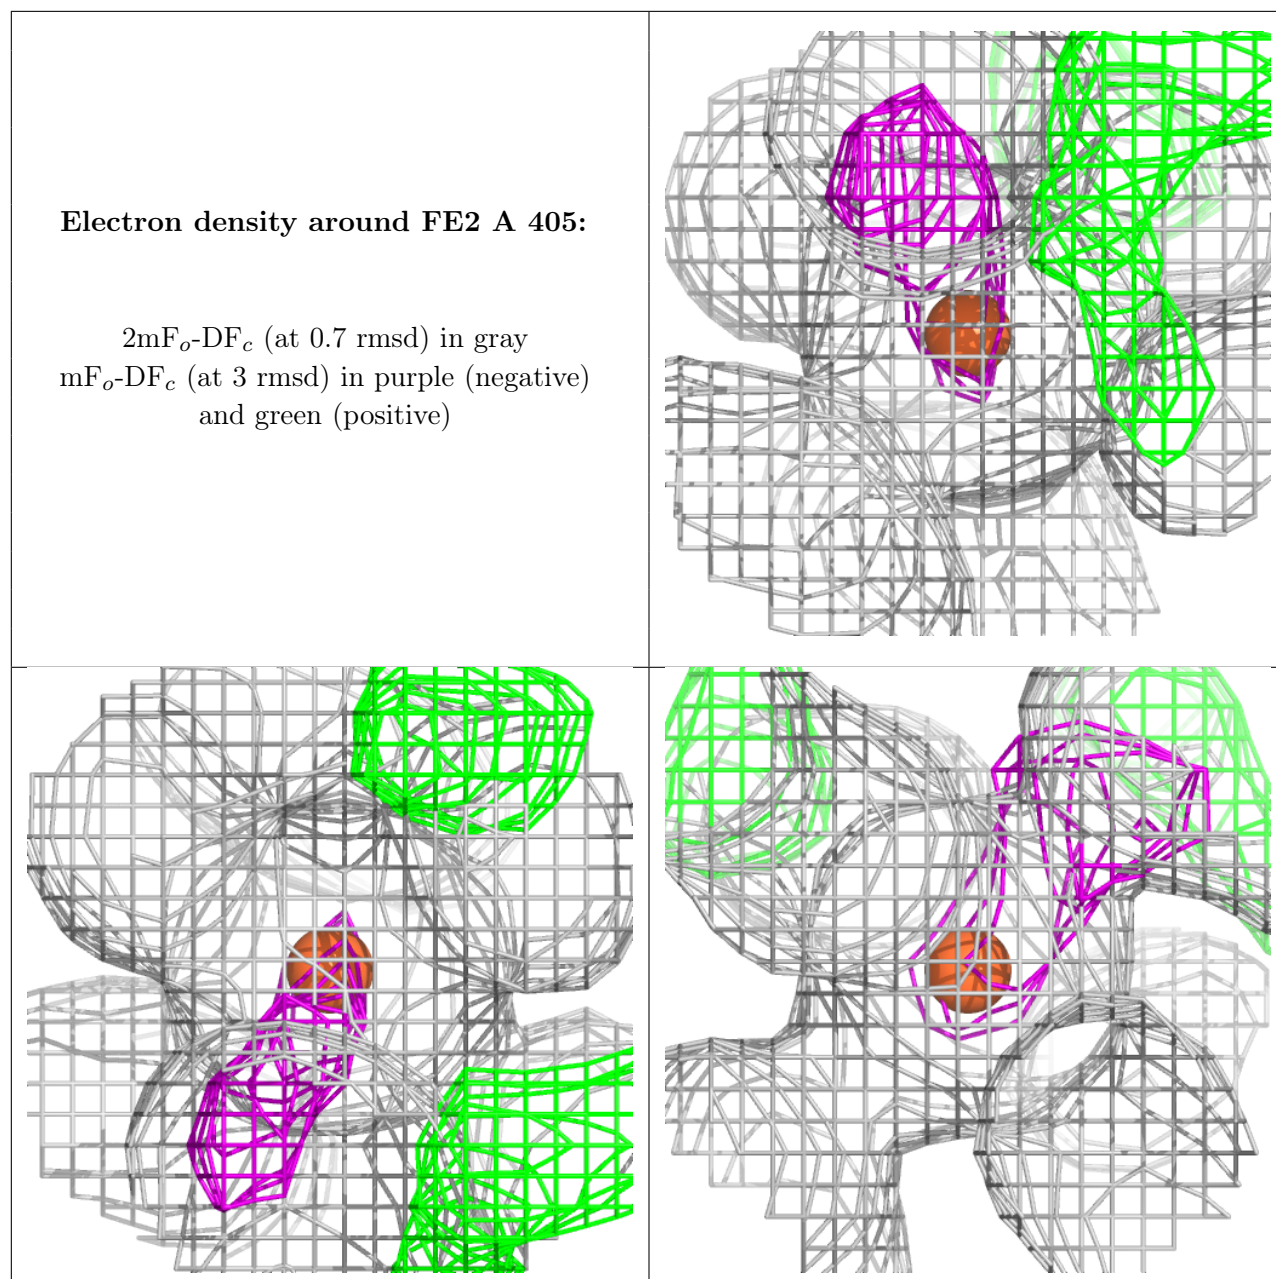 Electron density around FE2 A 405:
2mFo-DFc (at 0.7 rmsd) in gray
mFo-DFc (at 3 rmsd) in purple (negative)
and green (positive)